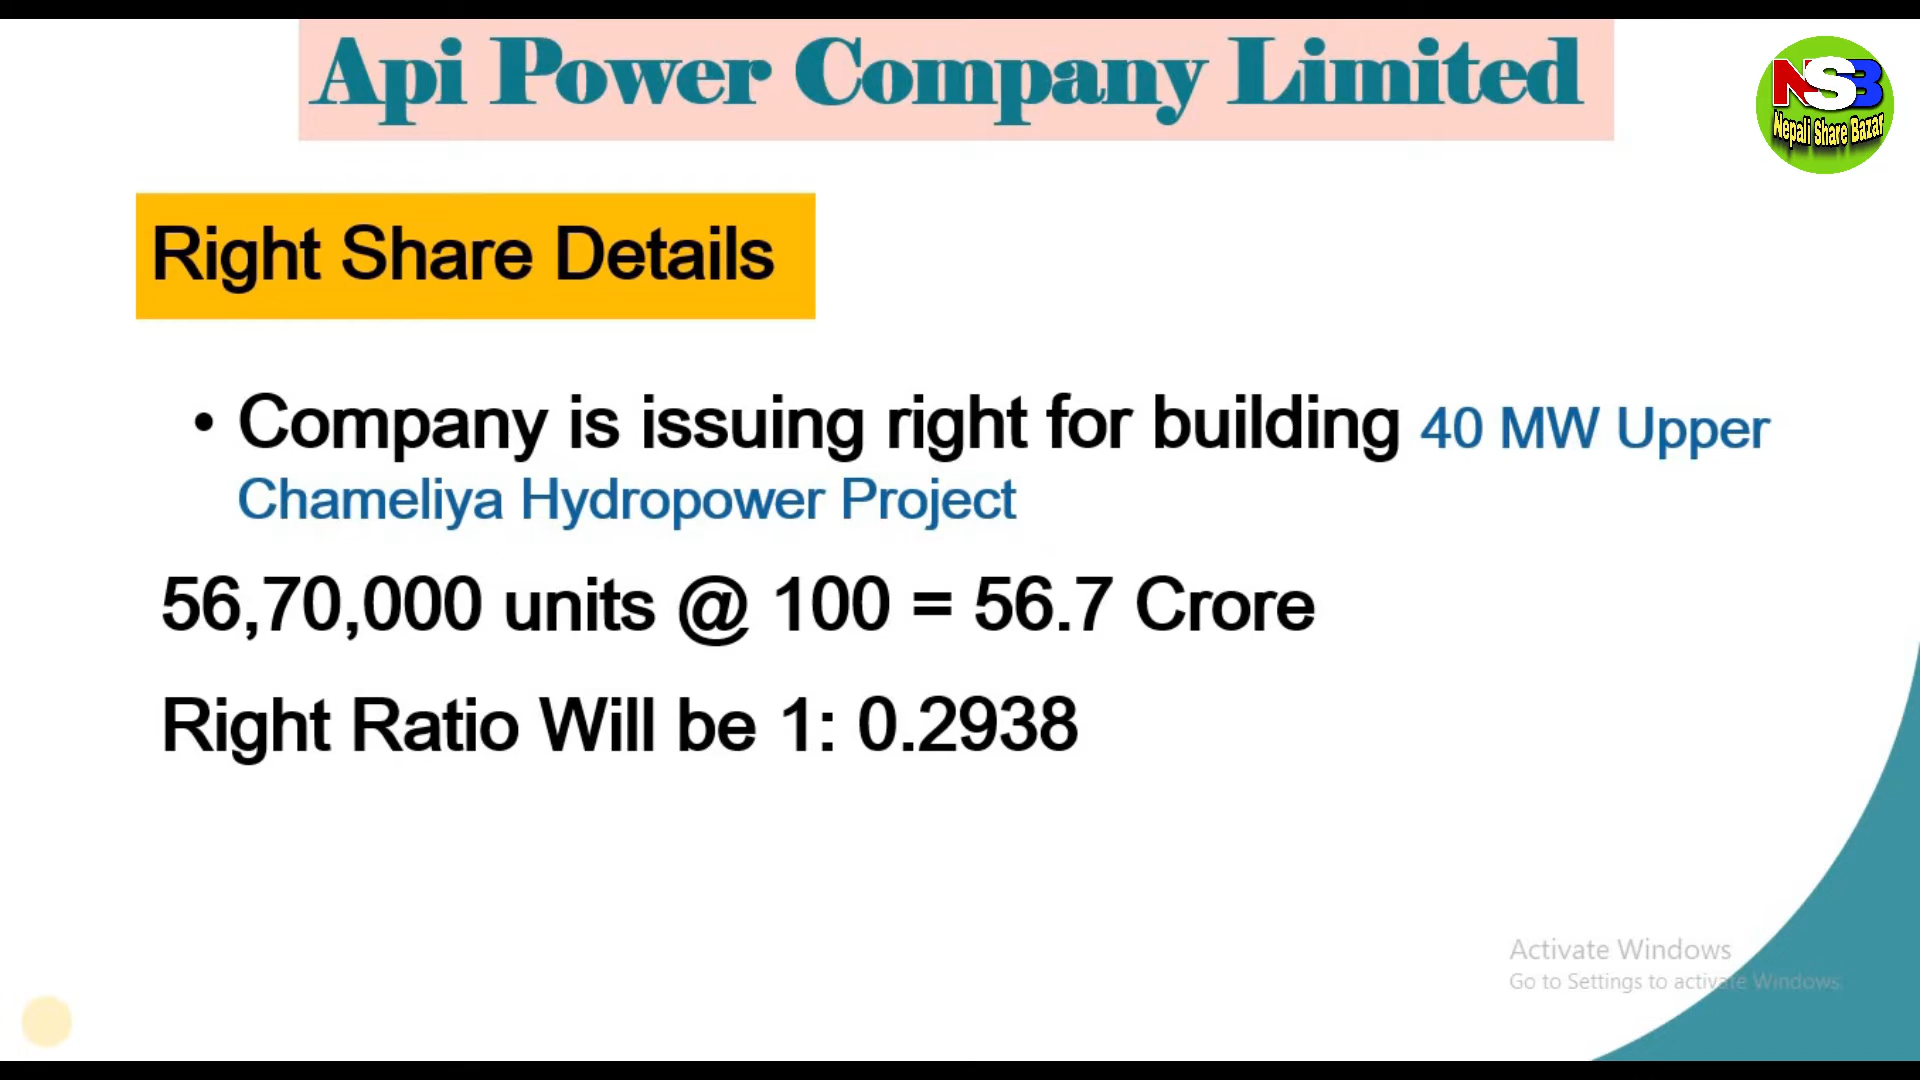 Api Power Company Limited
NSB
Nepali Share Bazar
Right Share Details
• Company is issuing right for building 40 MW Upper
Chameliya Hydropower Project
56,70,000 units @ 100 = 56.7 Crore
Right Ratio Will be 1: 0.2938
Activate Windows
Go to Settings to activate Windows.